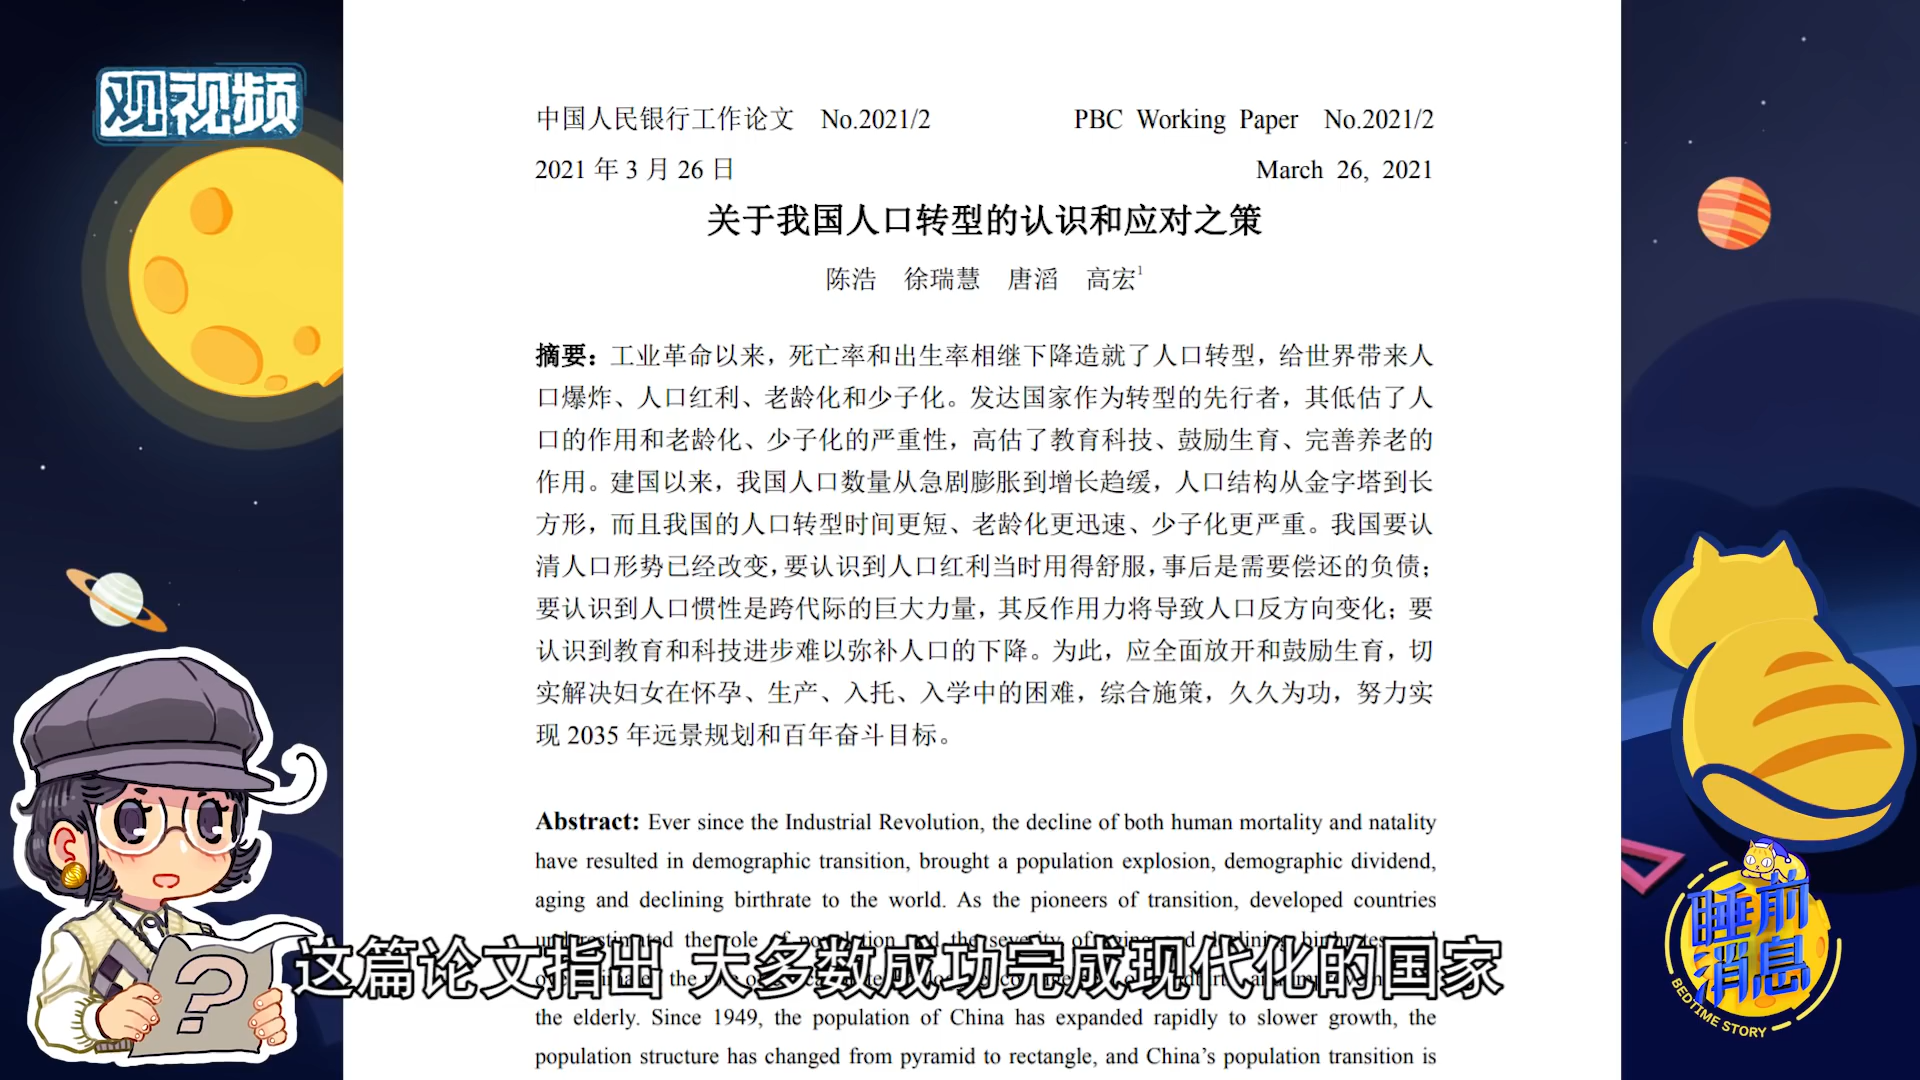 观视频
中国人民银行工作论文 No.2021/2 PBC Working Paper No.2021/2
2021 年 3 月 26 日 March 26, 2021
关于我国人口转型的认识和应对之策
陈浩 徐瑞慧 唐滔 高宏1
摘要：工业革命以来，死亡率和出生率相继下降造就了人口转型，给世界带来人
口爆炸、人口红利、老龄化和少子化。发达国家作为转型的先行者，其低估了人
口的作用和老龄化、少子化的严重性，高估了教育科技、鼓励生育、完善养老的
作用。建国以来，我国人口数量从急剧膨胀到增长趋缓，人口结构从金字塔到长
方形，而且我国的人口转型时间更短、老龄化更迅速、少子化更严重。我国要认
清人口形势已经改变，要认识到人口红利当时用得舒服，事后是需要偿还的负债；
要认识到人口惯性是跨代际的巨大力量，其反作用力将导致人口反方向变化；要
认识到教育和科技进步难以弥补人口的下降。为此，应全面放开和鼓励生育，切
实解决妇女在怀孕、生产、入托、入学中的困难，综合施策，久久为功，努力实
现 2035 年远景规划和百年奋斗目标。
Abstract: Ever since the Industrial Revolution, the decline of both human mortality and natality
have resulted in demographic transition, brought a population explosion, demographic dividend,
aging and declining birthrate to the world. As the pioneers of transition, developed countries
the role of population and the severity of aging and declining birthrates, and
这篇论文指出 大多数成功完成现代化的国家
the elderly. Since 1949, the population of China has expanded rapidly to slower growth, the
population structure has changed from pyramid to rectangle, and China's population transition is
?
睡前
消息
BEDTIME STORY